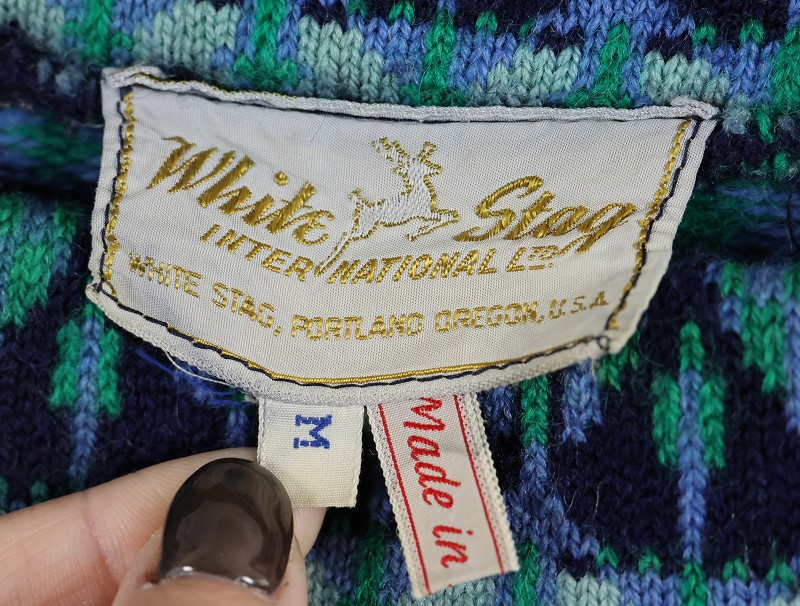 White Stag
INTERNATIONAL LTD.
WHITE STAG, PORTLAND OREGON, U.S.A.
M
Made in